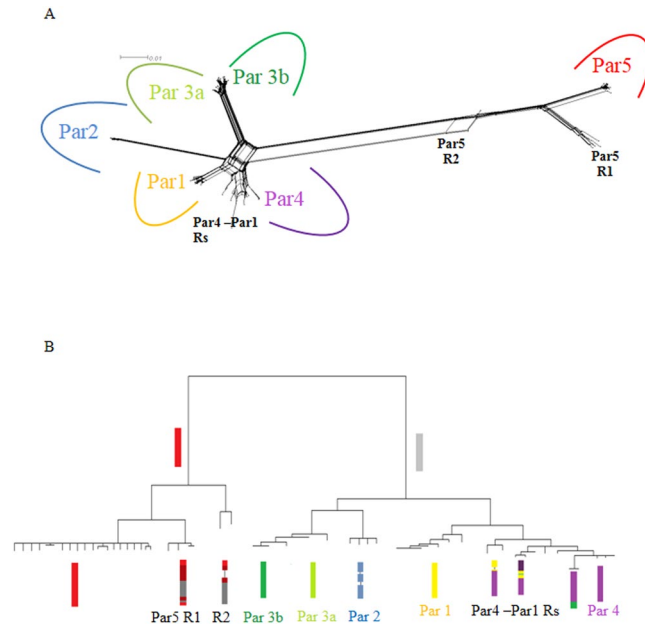 A
0.01
Par 3b
Par 3a
Par5
Par2
Par5
R2
Par5
R1
Par1
Par4
Par4 –Par1
Rs
B
Par5 R1
R2
Par 3b
Par 3a
Par 2
Par 1
Par4 –Par1 Rs
Par 4